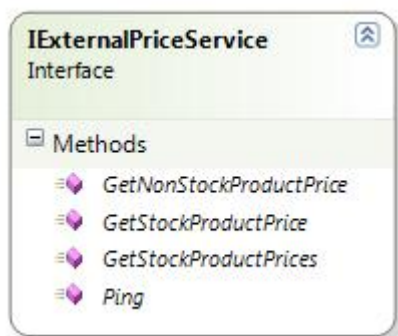 IExternalPriceService
Interface
Methods
GetNonStockProductPrice
GetStockProductPrice
GetStockProductPrices
Ping